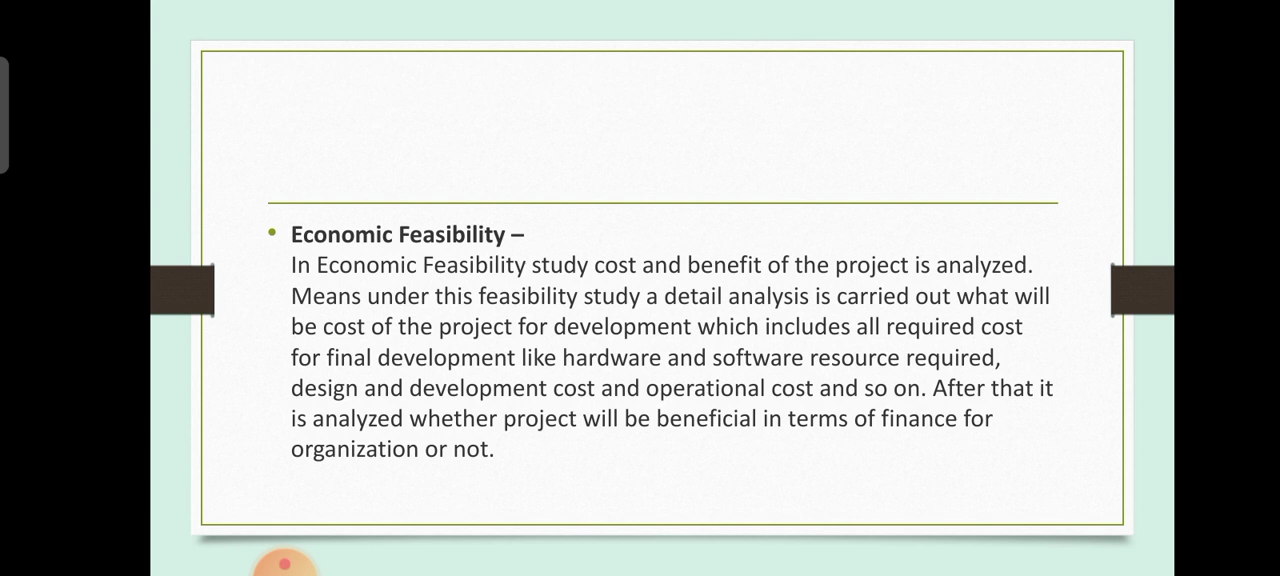 • Economic Feasibility –
In Economic Feasibility study cost and benefit of the project is analyzed.
Means under this feasibility study a detail analysis is carried out what will
be cost of the project for development which includes all required cost
for final development like hardware and software resource required,
design and development cost and operational cost and so on. After that it
is analyzed whether project will be beneficial in terms of finance for
organization or not.